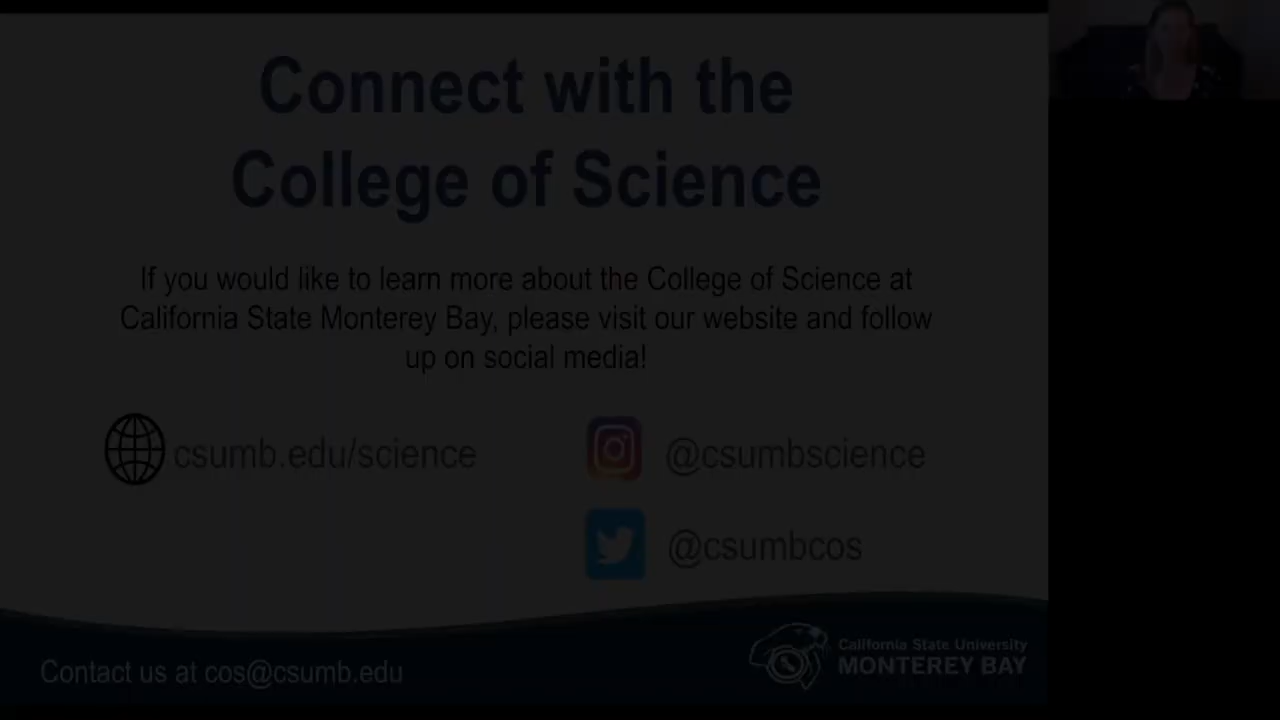 Connect with the
College of Science
If you would like to learn more about the College of Science at
California State Monterey Bay, please visit our website and follow
up on social media!
csumb.edu/science
@csumbscience
@csumbcos
Contact us at cos@csumb.edu
California State University
MONTEREY BAY